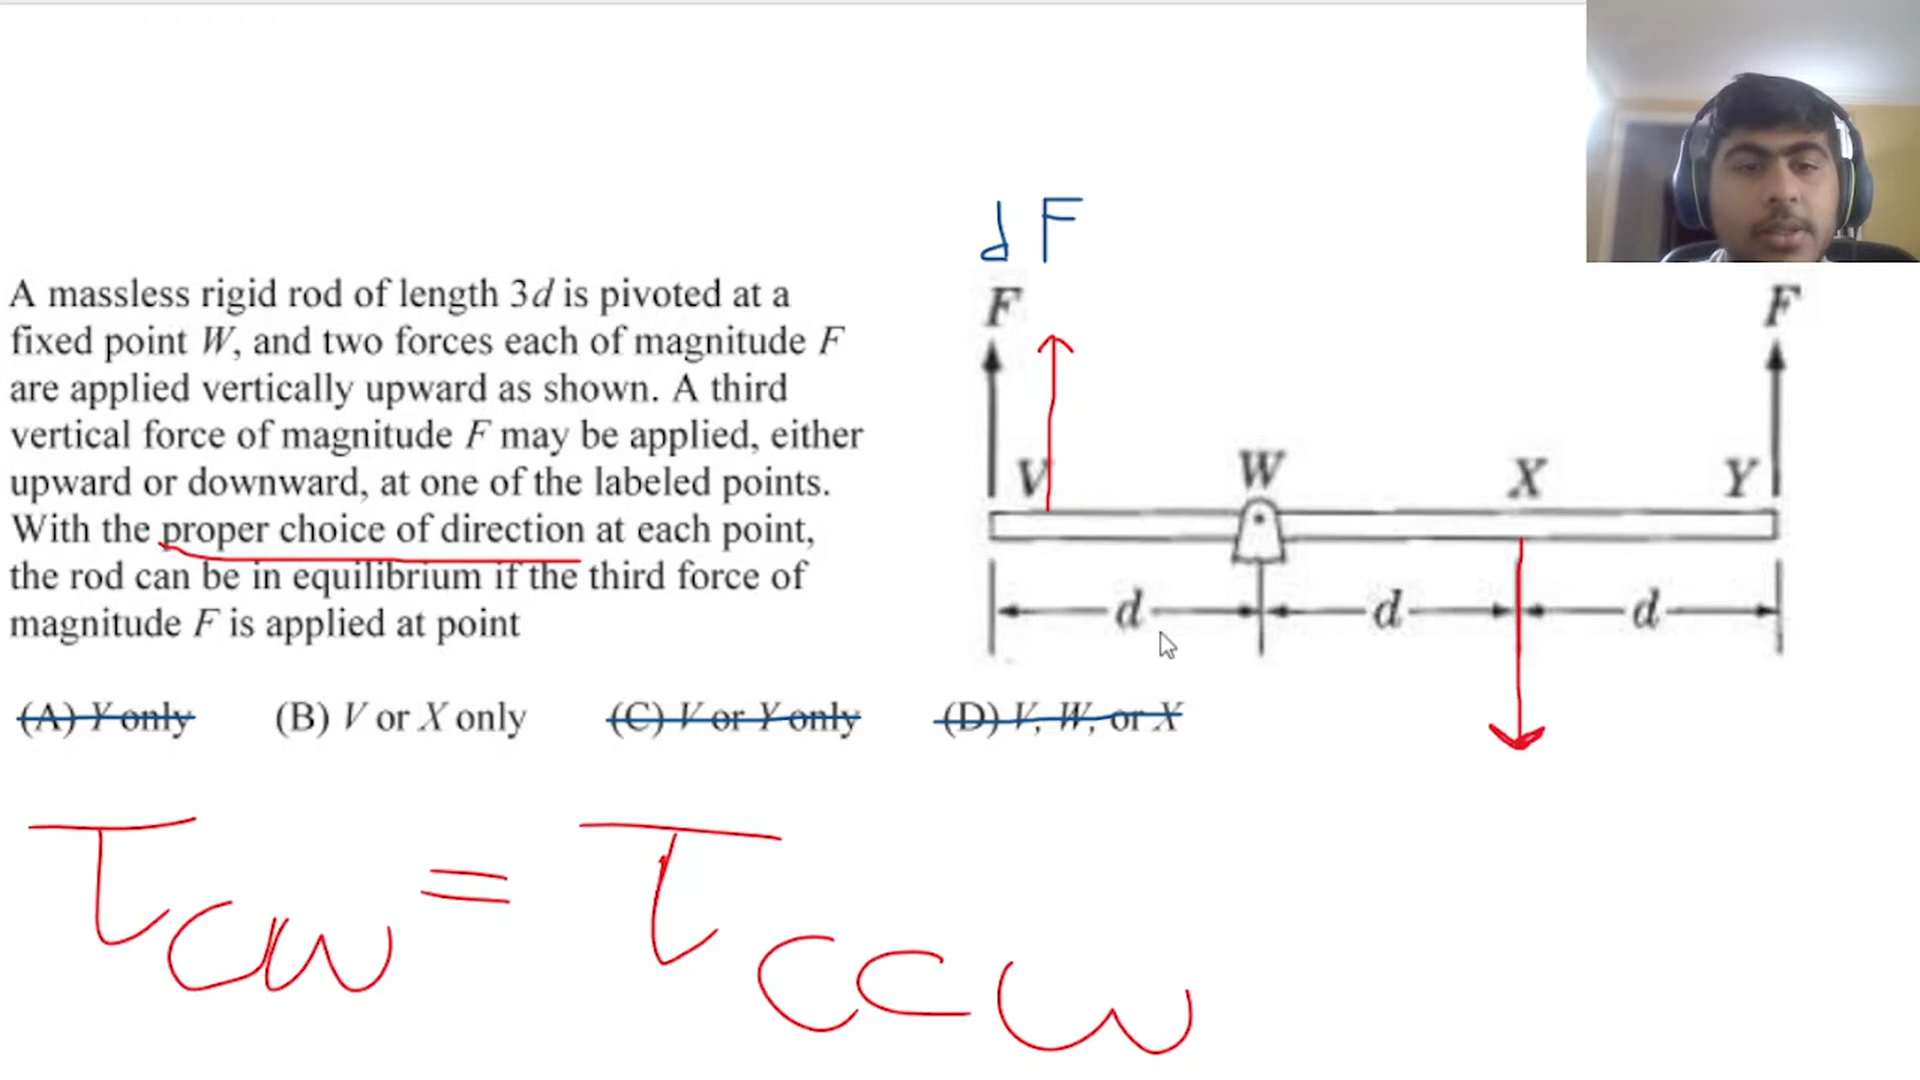 d F
A massless rigid rod of length 3d is pivoted at a
fixed point W, and two forces each of magnitude F
are applied vertically upward as shown. A third
vertical force of magnitude F may be applied, either
upward or downward, at one of the labeled points.
With the proper choice of direction at each point,
the rod can be in equilibrium if the third force of
magnitude F is applied at point
(A) Y only (B) V or X only (C) V or Y only (D) V, W, or X
F F
V W X Y
d d d
τCW = τCCW